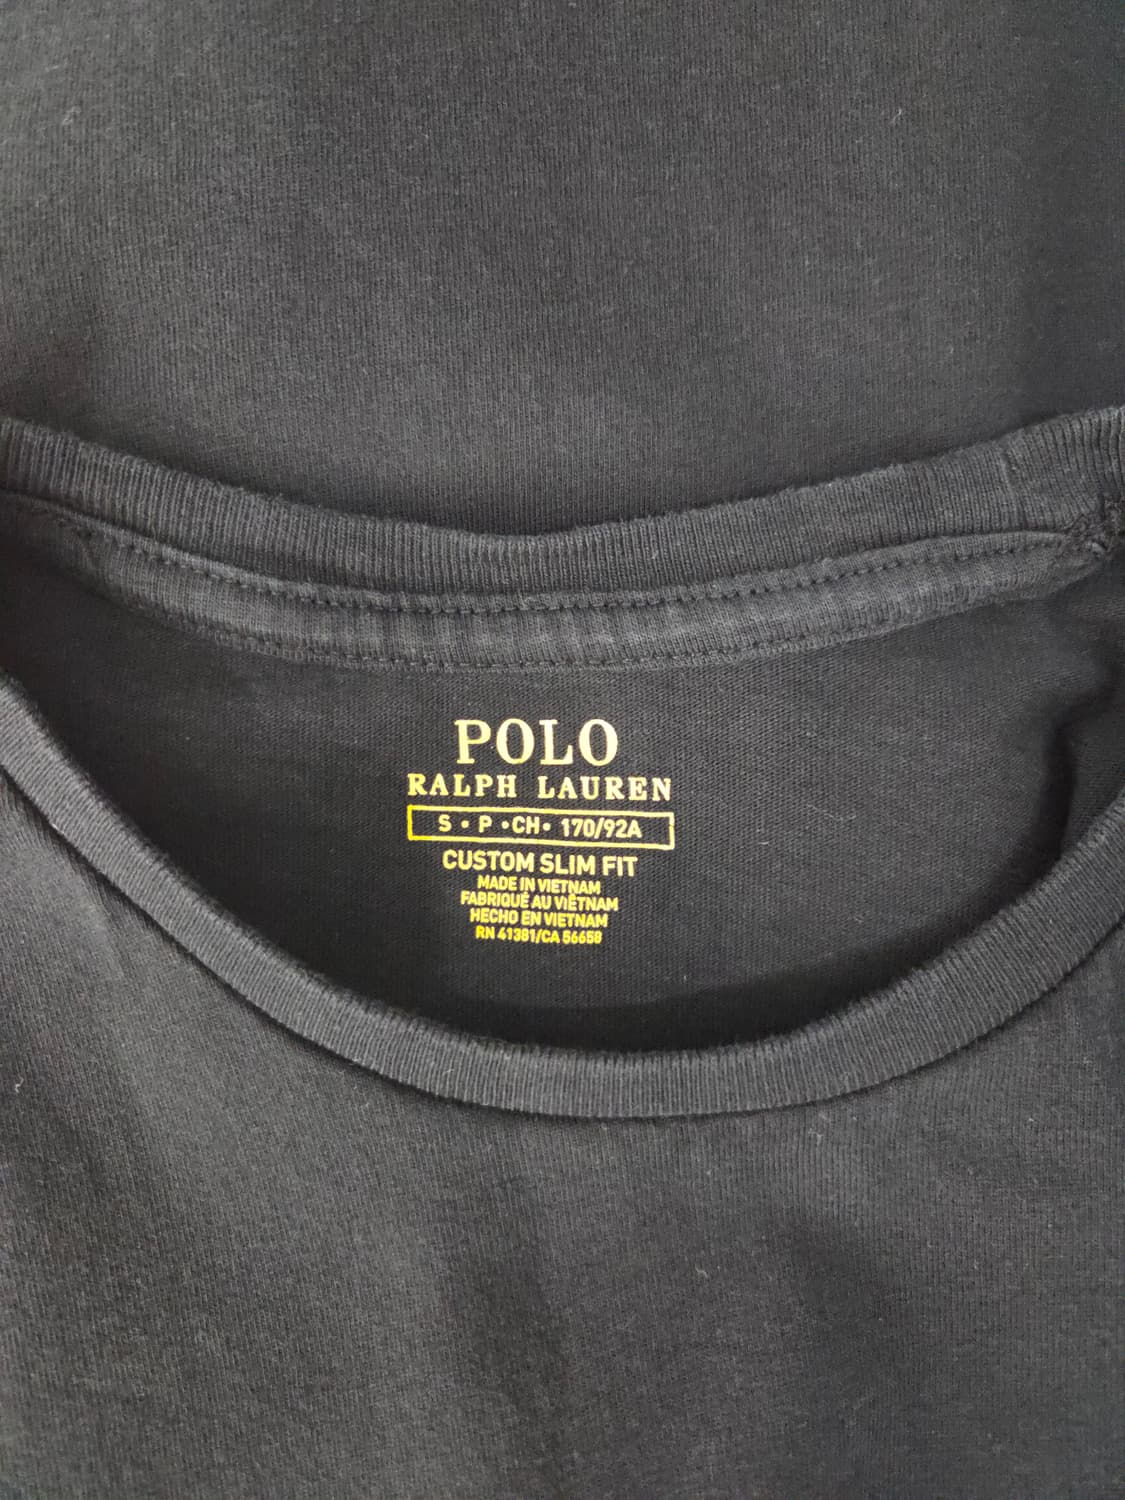 POLO
RALPH LAUREN
S • P • CH • 170/92A
CUSTOM SLIM FIT
MADE IN VIETNAM
FABRIQUÉ AU VIÊTNAM
HECHO EN VIETNAM
RN 41381/CA 56658